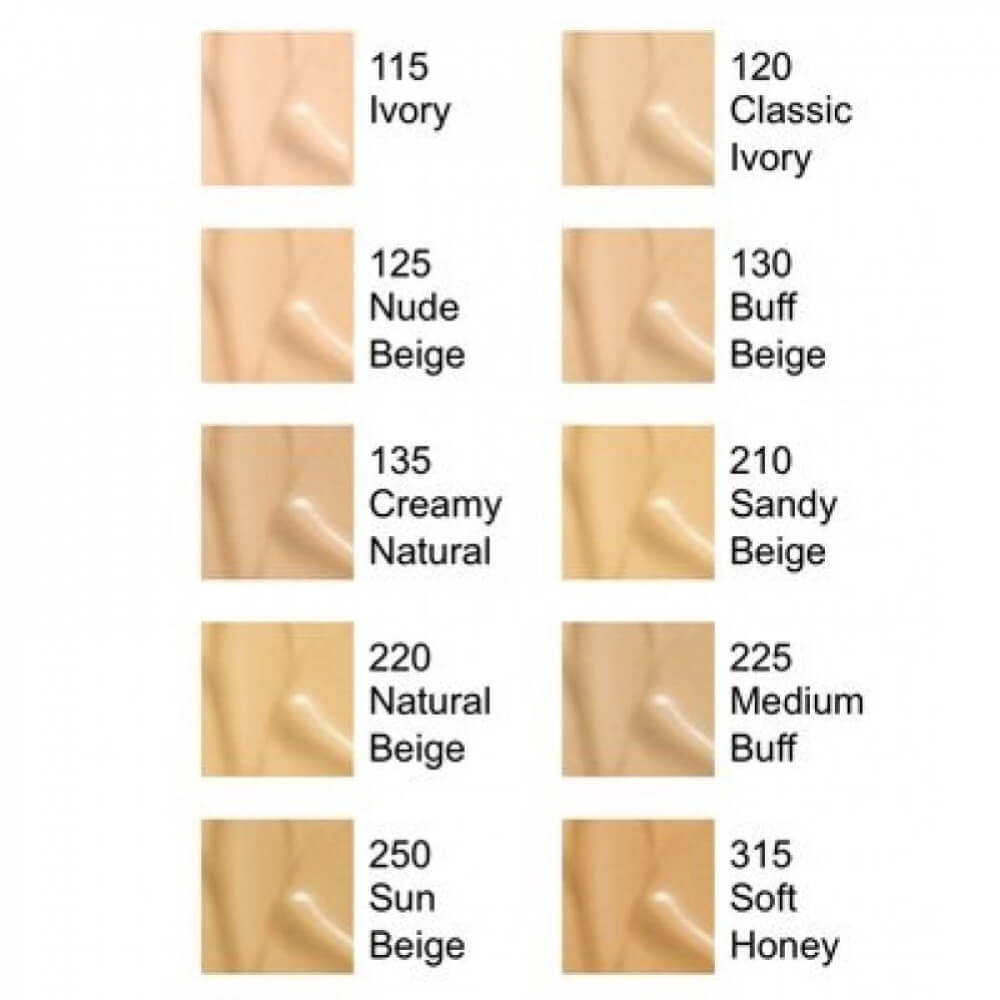 115
Ivory
120
Classic
Ivory
125
Nude
Beige
130
Buff
Beige
135
Creamy
Natural
210
Sandy
Beige
220
Natural
Beige
225
Medium
Buff
250
Sun
Beige
315
Soft
Honey